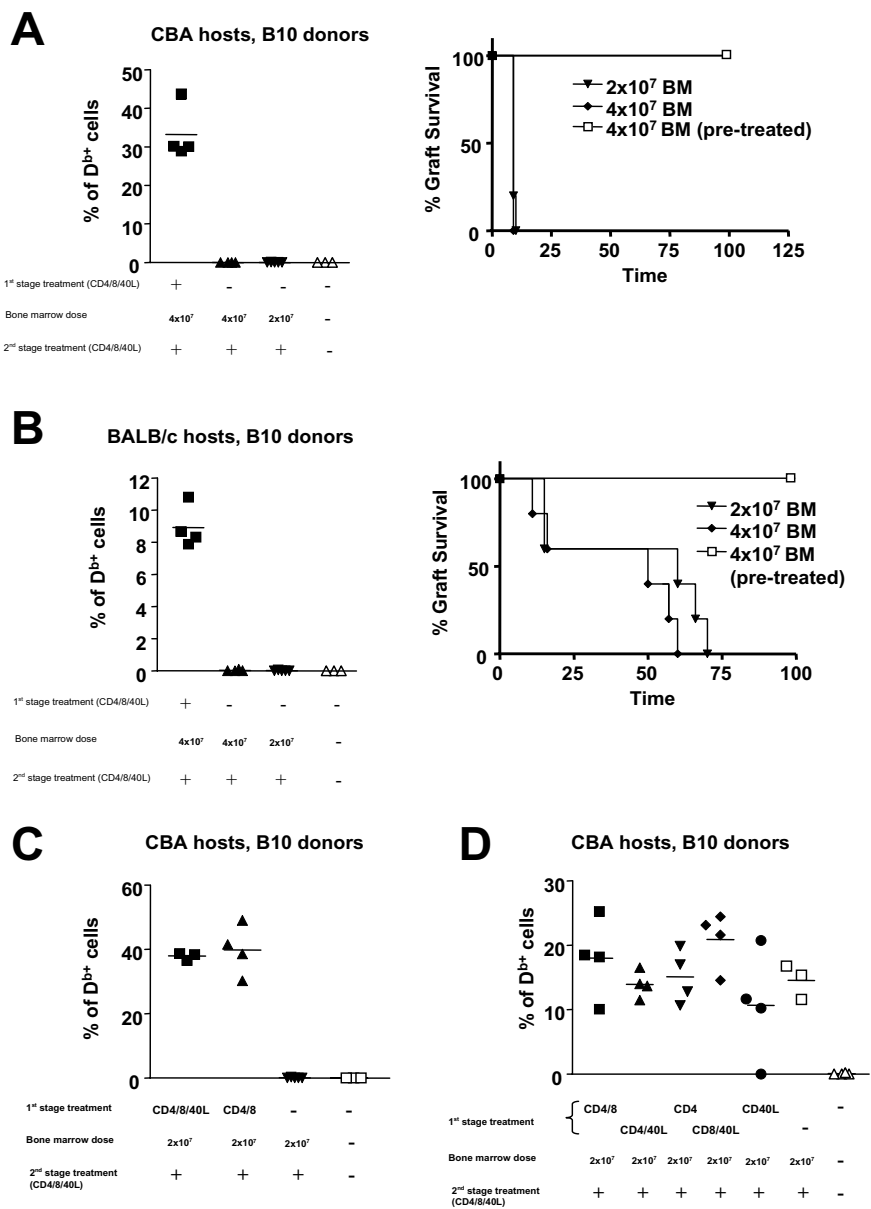 A
CBA hosts, B10 donors
% of Dᵇ⁺ cells
50
40
30
20
10
0
1ˢᵗ stage treatment (CD4/8/40L) + - - -
Bone marrow dose 4x10⁷ 4x10⁷ 2x10⁷ -
2ⁿᵈ stage treatment (CD4/8/40L) + + + -
% Graft Survival
100
50
0
2x10⁷ BM
4x10⁷ BM
4x10⁷ BM (pre-treated)
0 25 50 75 100 125
Time
B
BALB/c hosts, B10 donors
% of Dᵇ⁺ cells
12
10
8
6
4
2
0
1ˢᵗ stage treatment (CD4/8/40L) + - - -
Bone marrow dose 4x10⁷ 4x10⁷ 2x10⁷ -
2ⁿᵈ stage treatment (CD4/8/40L) + + + -
% Graft Survival
100
50
0
2x10⁷ BM
4x10⁷ BM
4x10⁷ BM
(pre-treated)
0 25 50 75 100
Time
C
CBA hosts, B10 donors
% of Dᵇ⁺ cells
60
40
20
0
1ˢᵗ stage treatment CD4/8/40L CD4/8 - -
Bone marrow dose 2x10⁷ 2x10⁷ 2x10⁷ -
2ⁿᵈ stage treatment + + + -
(CD4/8/40L)
D
CBA hosts, B10 donors
% of Dᵇ⁺ cells
30
20
10
0
CD4/8 CD4 CD40L -
1ˢᵗ stage treatment
CD4/40L CD8/40L -
Bone marrow dose 2x10⁷ 2x10⁷ 2x10⁷ 2x10⁷ 2x10⁷ 2x10⁷ -
2ⁿᵈ stage treatment + + + + + + -
(CD4/8/40L)